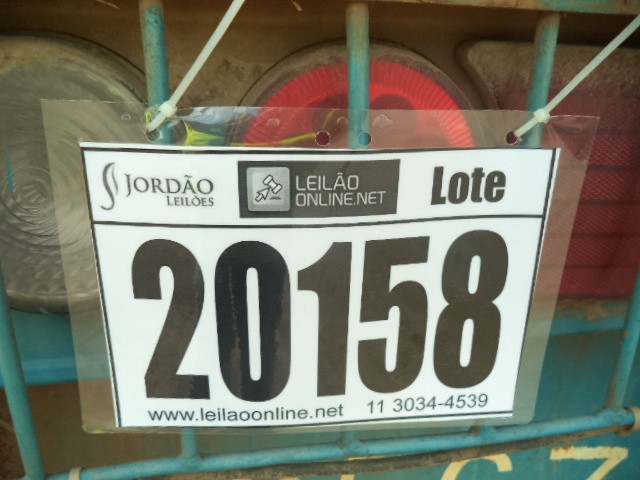 JORDÃO
LEILÕES
LEILÃO
ONLINE.NET
Lote
20158
www.leilaoonline.net 11 3034-4539